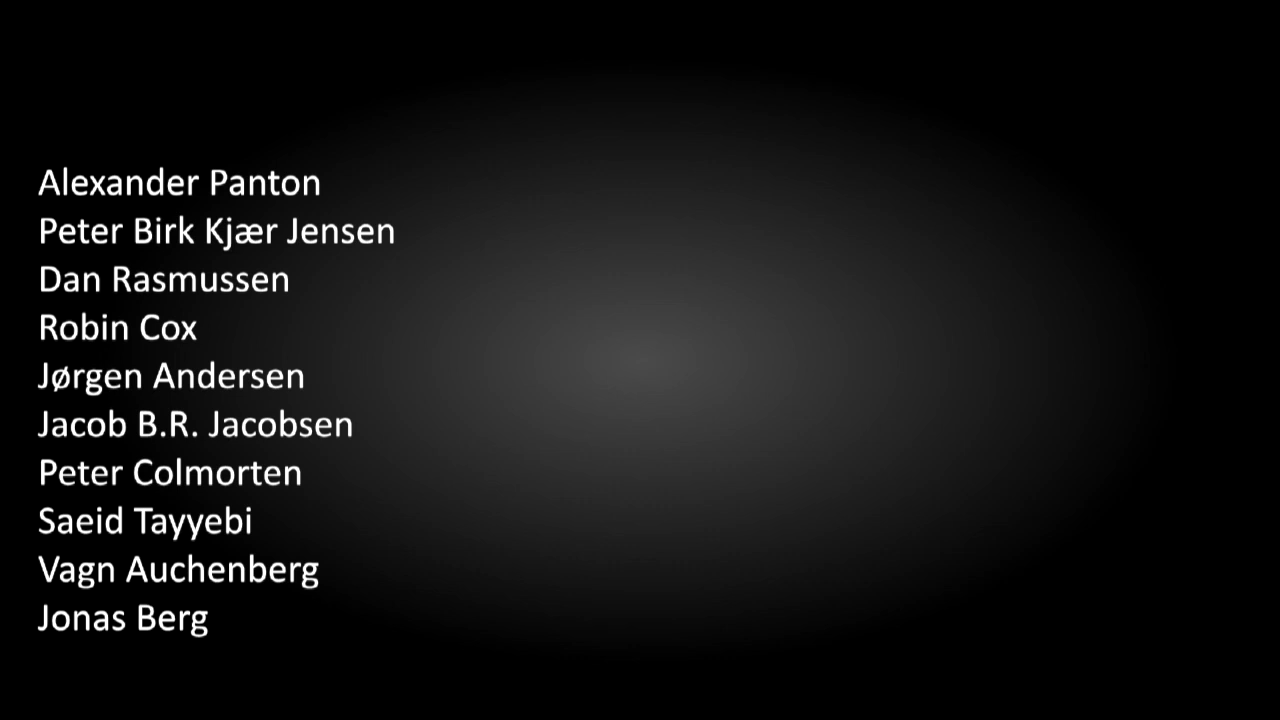 Alexander Panton
Peter Birk Kjær Jensen
Dan Rasmussen
Robin Cox
Jørgen Andersen
Jacob B.R. Jacobsen
Peter Colmorten
Saeid Tayyebi
Vagn Auchenberg
Jonas Berg